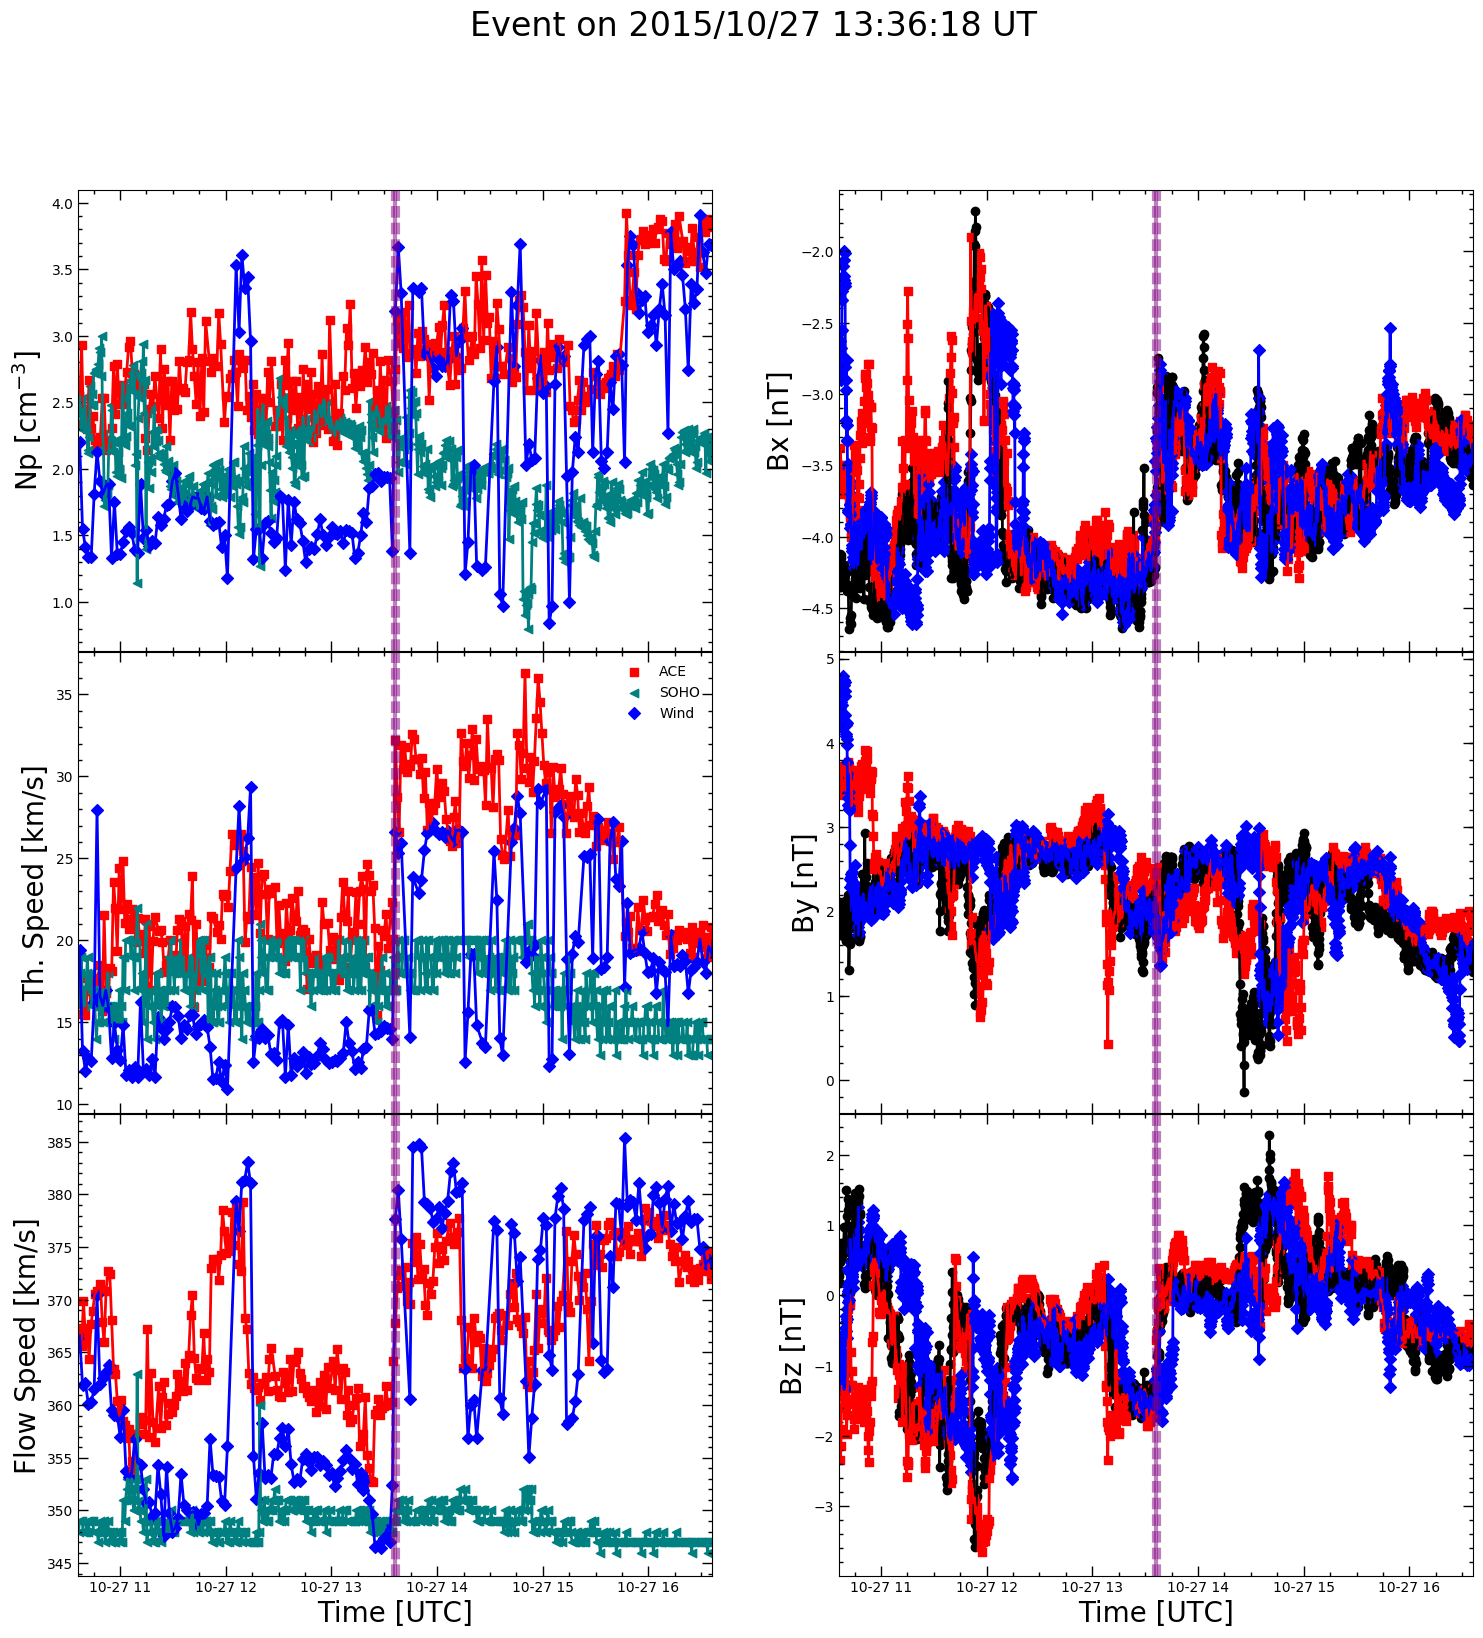 Event on 2015/10/27 13:36:18 UT
Np [cm⁻³]
4.0
3.5
3.0
2.5
2.0
1.5
1.0
Bx [nT]
−2.0
−2.5
−3.0
−3.5
−4.0
−4.5
Th. Speed [km/s]
35
30
25
20
15
10
ACE
SOHO
Wind
By [nT]
5
4
3
2
1
0
Flow Speed [km/s]
385
380
375
370
365
360
355
350
345
10-27 11 10-27 12 10-27 13 10-27 14 10-27 15 10-27 16
Time [UTC]
Bz [nT]
2
1
0
−1
−2
−3
10-27 11 10-27 12 10-27 13 10-27 14 10-27 15 10-27 16
Time [UTC]